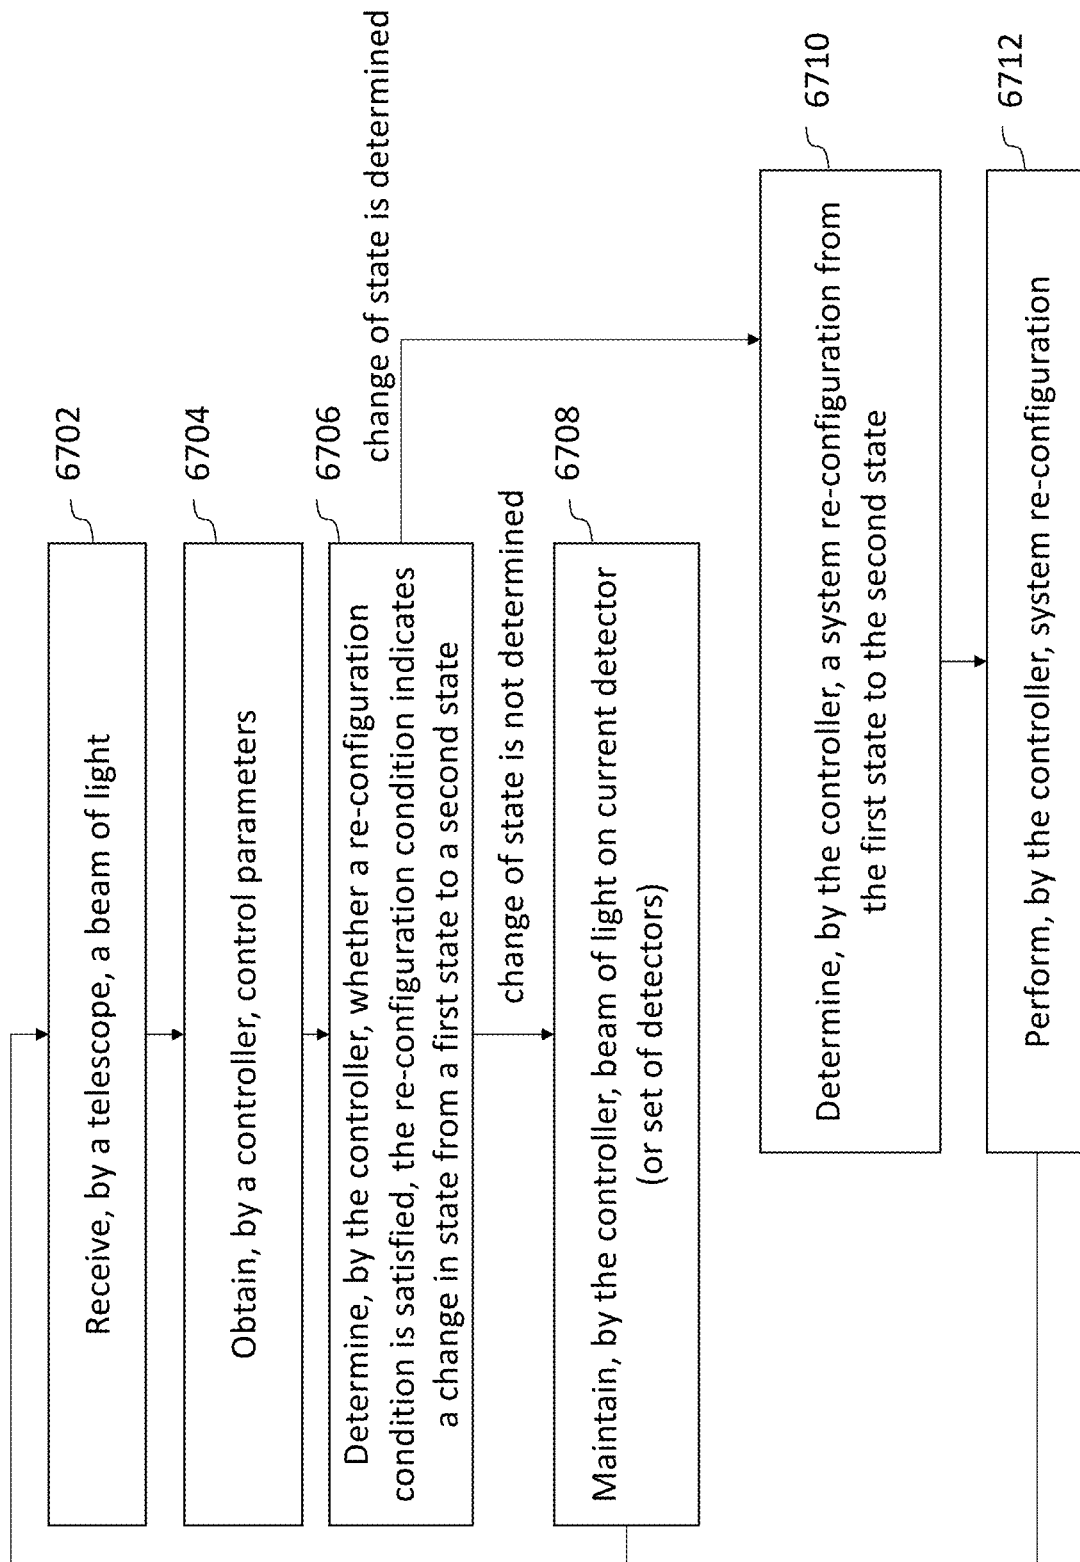 6702
Receive, by a telescope, a beam of light
6704
Obtain, by a controller, control parameters
6706
Determine, by the controller, whether a re-configuration
condition is satisfied, the re-configuration condition indicates
a change in state from a first state to a second state
change of state is determined
change of state is not determined
6708
Maintain, by the controller, beam of light on current detector
(or set of detectors)
6710
Determine, by the controller, a system re-configuration from
the first state to the second state
6712
Perform, by the controller, system re-configuration